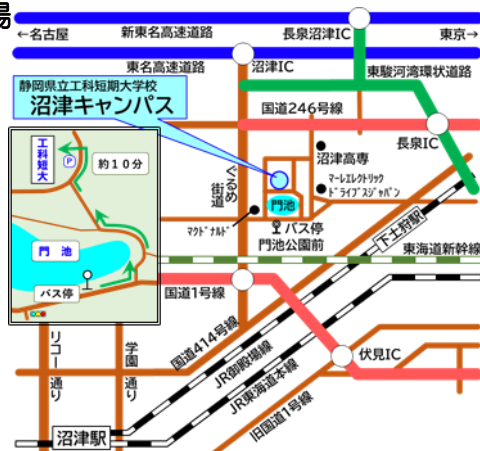 場
←名古屋
新東名高速道路
長泉沼津IC
東京→
東名高速道路
沼津IC
東駿河湾環状道路
静岡県立工科短期大学校
沼津キャンパス
国道246号線
長泉IC
工科短大
P
約10分
沼津高専
マーレエレクトリック
ドライブスジャパン
ぐるめ
街道
門池
マクドナルド
バス停
門池公園前
下土狩駅
門 池
バス停
東海道新幹線
国道1号線
国道414号線
JR御殿場線
JR東海道本線
旧国道1号線
伏見IC
リコー通り
学園通り
沼津駅